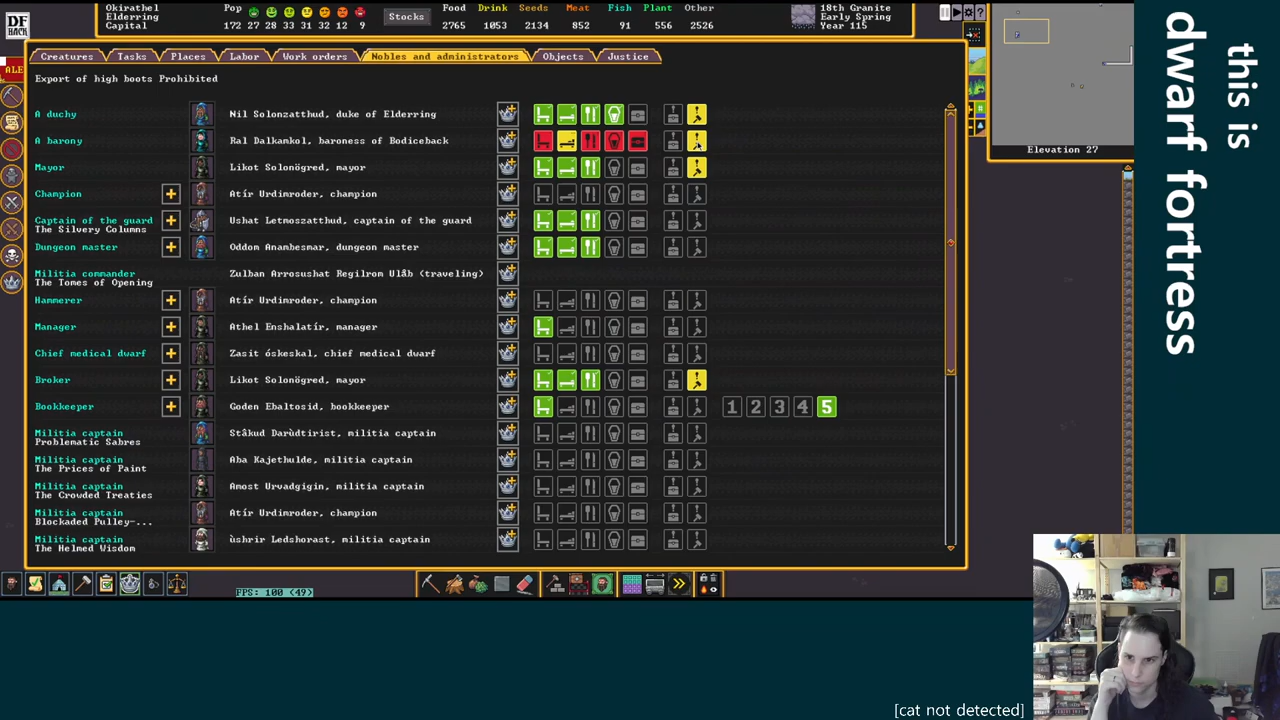 DF
HACK
Okirathel
Elderring
Capital
Pop
172 27 28 33 31 32 12 9
Stocks
Food Drink Seeds Meat Fish Plant Other
2765 1053 2134 852 91 556 2526
18th Granite
Early Spring
Year 115
ALE
Creatures Tasks Places Labor Work orders Nobles and administrators Objects Justice
Export of high boots Prohibited
A duchy Nil Solonzatthud, duke of Elderring
A barony Ral Dalkamkol, baroness of Bodiceback
Mayor Likot Solonögred, mayor
Champion Atír Urdimroder, champion
Captain of the guard Ushat Letmoszatthud, captain of the guard
The Silvery Columns
Dungeon master Oddom Anambesmar, dungeon master
Militia commander Zulban Arrosushat Regilrom Ulâb (traveling)
The Tomes of Opening
Hammerer Atír Urdimroder, champion
Manager Athel Enshalatír, manager
Chief medical dwarf Zasit óskeskal, chief medical dwarf
Broker Likot Solonögred, mayor
Bookkeeper Goden Ebaltosid, bookkeeper 1 2 3 4 5
Militia captain Stâkud Darùdtirist, militia captain
Problematic Sabres
Militia captain Aba Kajethulde, militia captain
The Prices of Paint
Militia captain Amost Urvadgigin, militia captain
The Crowded Treaties
Militia captain Atír Urdimroder, champion
Blockaded Pulley-...
Militia captain ùshrir Ledshorast, militia captain
The Helmed Wisdom
FPS: 100 (49)
Elevation 27
this is
dwarf fortress
[cat not detected]